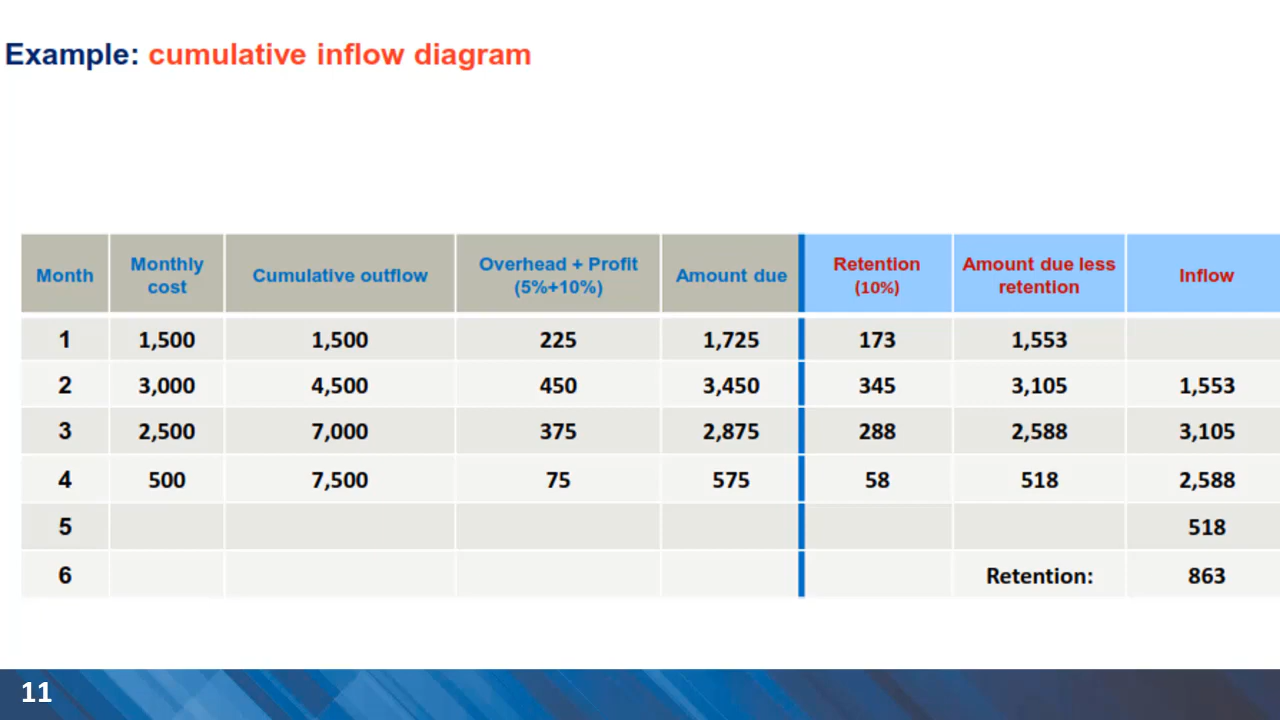 Example: cumulative inflow diagram
Month Monthly cost Cumulative outflow Overhead + Profit (5%+10%) Amount due Retention (10%) Amount due less retention Inflow
1 1,500 1,500 225 1,725 173 1,553
2 3,000 4,500 450 3,450 345 3,105 1,553
3 2,500 7,000 375 2,875 288 2,588 3,105
4 500 7,500 75 575 58 518 2,588
5 518
6 Retention: 863
11